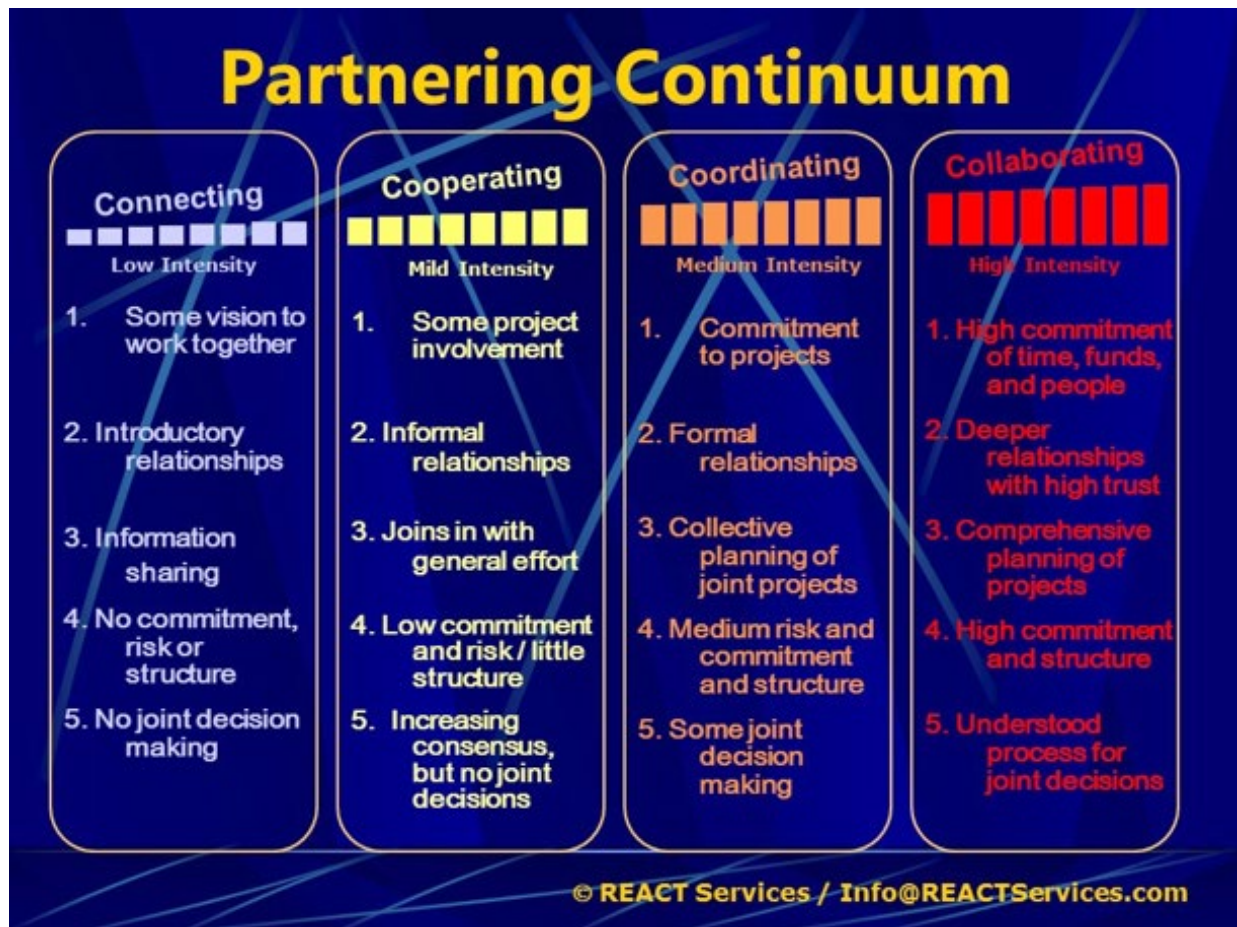 Partnering Continuum
Connecting
Low Intensity
1. Some vision to
work together
2. Introductory
relationships
3. Information
sharing
4. No commitment,
risk or
structure
5. No joint decision
making
Cooperating
Mild Intensity
1. Some project
involvement
2. Informal
relationships
3. Joins in with
general effort
4. Low commitment
and risk / little
structure
5. Increasing
consensus,
but no joint
decisions
Coordinating
Medium Intensity
1. Commitment
to projects
2. Formal
relationships
3. Collective
planning of
joint projects
4. Medium risk and
commitment
and structure
5. Some joint
decision
making
Collaborating
High Intensity
1. High commitment
of time, funds,
and people
2. Deeper
relationships
with high trust
3. Comprehensive
planning of
projects
4. High commitment
and structure
5. Understood
process for
joint decisions
© REACT Services / Info@REACTServices.com